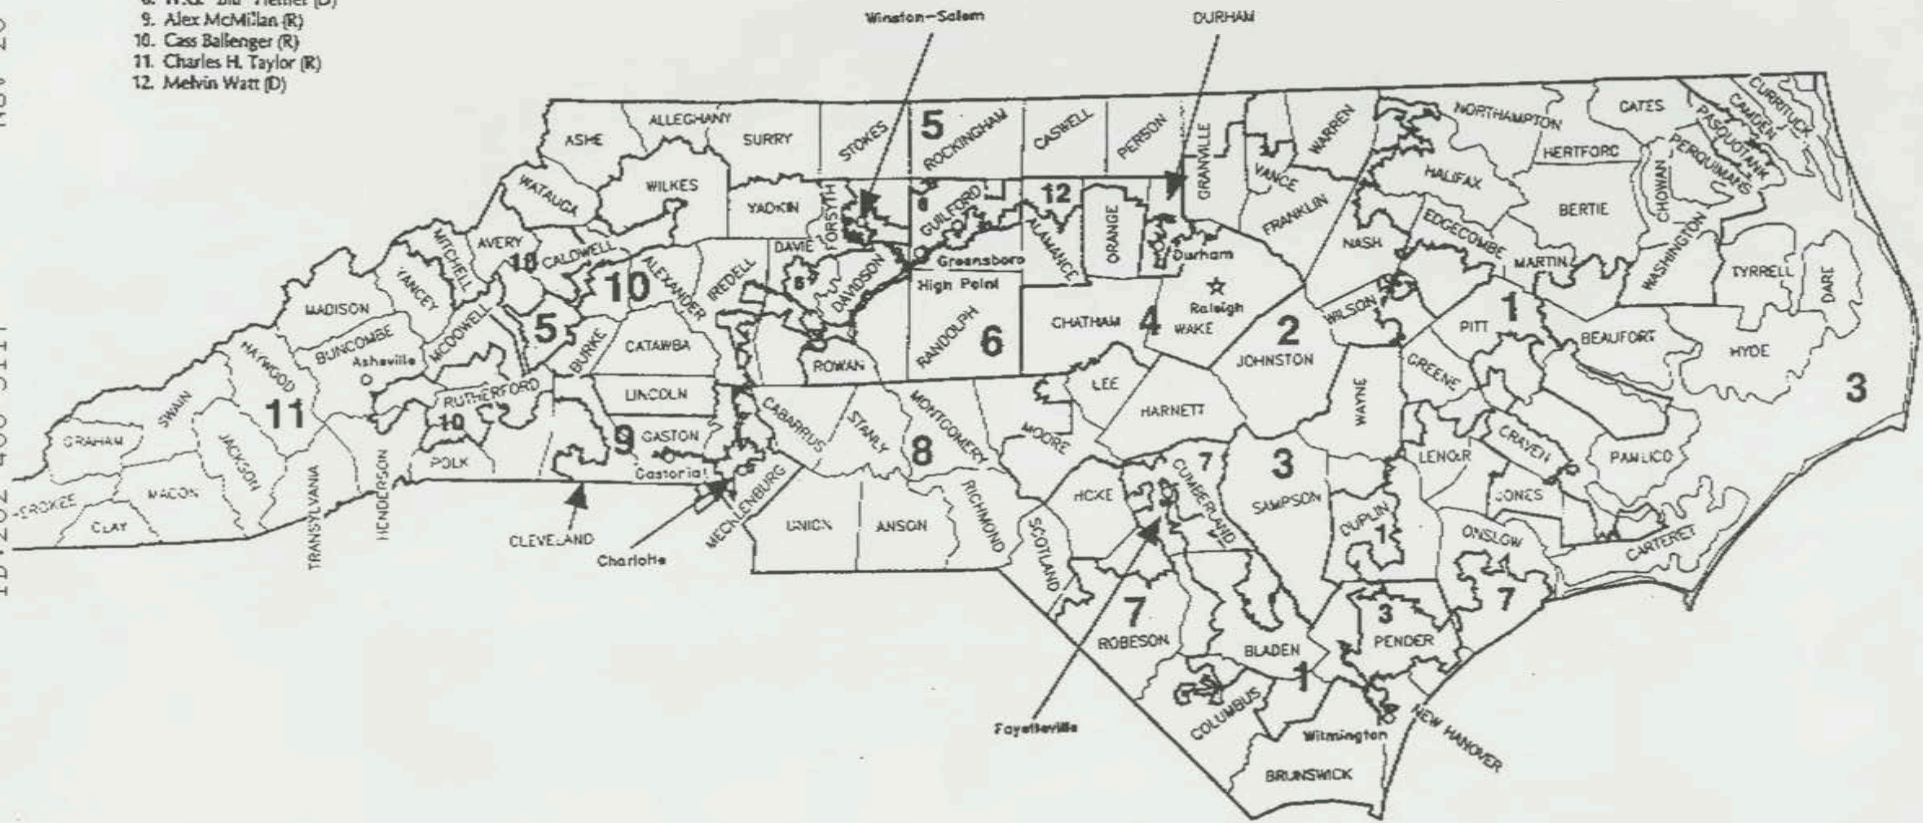 9. Alex McMillan (R)
10. Cass Ballenger (R)
11. Charles H. Taylor (R)
12. Melvin Watt (D)
Winston-Salem
DURHAM
ASHE
ALLEGHANY
SURRY
STOKES
5
ROCKINGHAM
CASWELL
PERSON
GRANVILLE
VANCE
WARREN
NORTHAMPTON
GATES
CAMDEN
CURRITUCK
PASQUOTANK
PERQUIMANS
CHOWAN
HERTFORD
HALIFAX
BERTIE
WATAUGA
WILKES
YADKIN
FORSYTH
6
GUILFORD
12
ALAMANCE
ORANGE
Durham
FRANKLIN
NASH
EDGECOMBE
MARTIN
WASHINGTON
TYRRELL
DARE
MITCHELL
AVERY
10
CALDWELL
10
ALEXANDER
IREDELL
DAVIE
6
DAVIDSON
Greensboro
High Point
RANDOLPH
6
CHATHAM
4
Raleigh
WAKE
2
JOHNSTON
WILSON
PITT
1
BEAUFORT
HYDE
3
MADISON
YANCEY
BUNCOMBE
Asheville
MCDOWELL
5
BURKE
CATAWBA
ROWAN
LEE
HARNETT
WAYNE
GREENE
HAYWOOD
11
SWAIN
GRAHAM
JACKSON
RUTHERFORD
10
POLK
LINCOLN
9
GASTON
Gastonia
CABARRUS
STANLY
MONTGOMERY
8
MOORE
7
CUMBERLAND
3
SAMPSON
LENOIR
CRAVEN
PAMLICO
JONES
MACON
CLAY
TRANSYLVANIA
HENDERSON
CLEVELAND
Charlotte
MECKLENBURG
UNION
ANSON
RICHMOND
SCOTLAND
HOKE
DUPLIN
1
ONSLOW
7
CARTERET
7
ROBESON
BLADEN
1
3
PENDER
Fayetteville
COLUMBUS
Wilmington
NEW HANOVER
BRUNSWICK